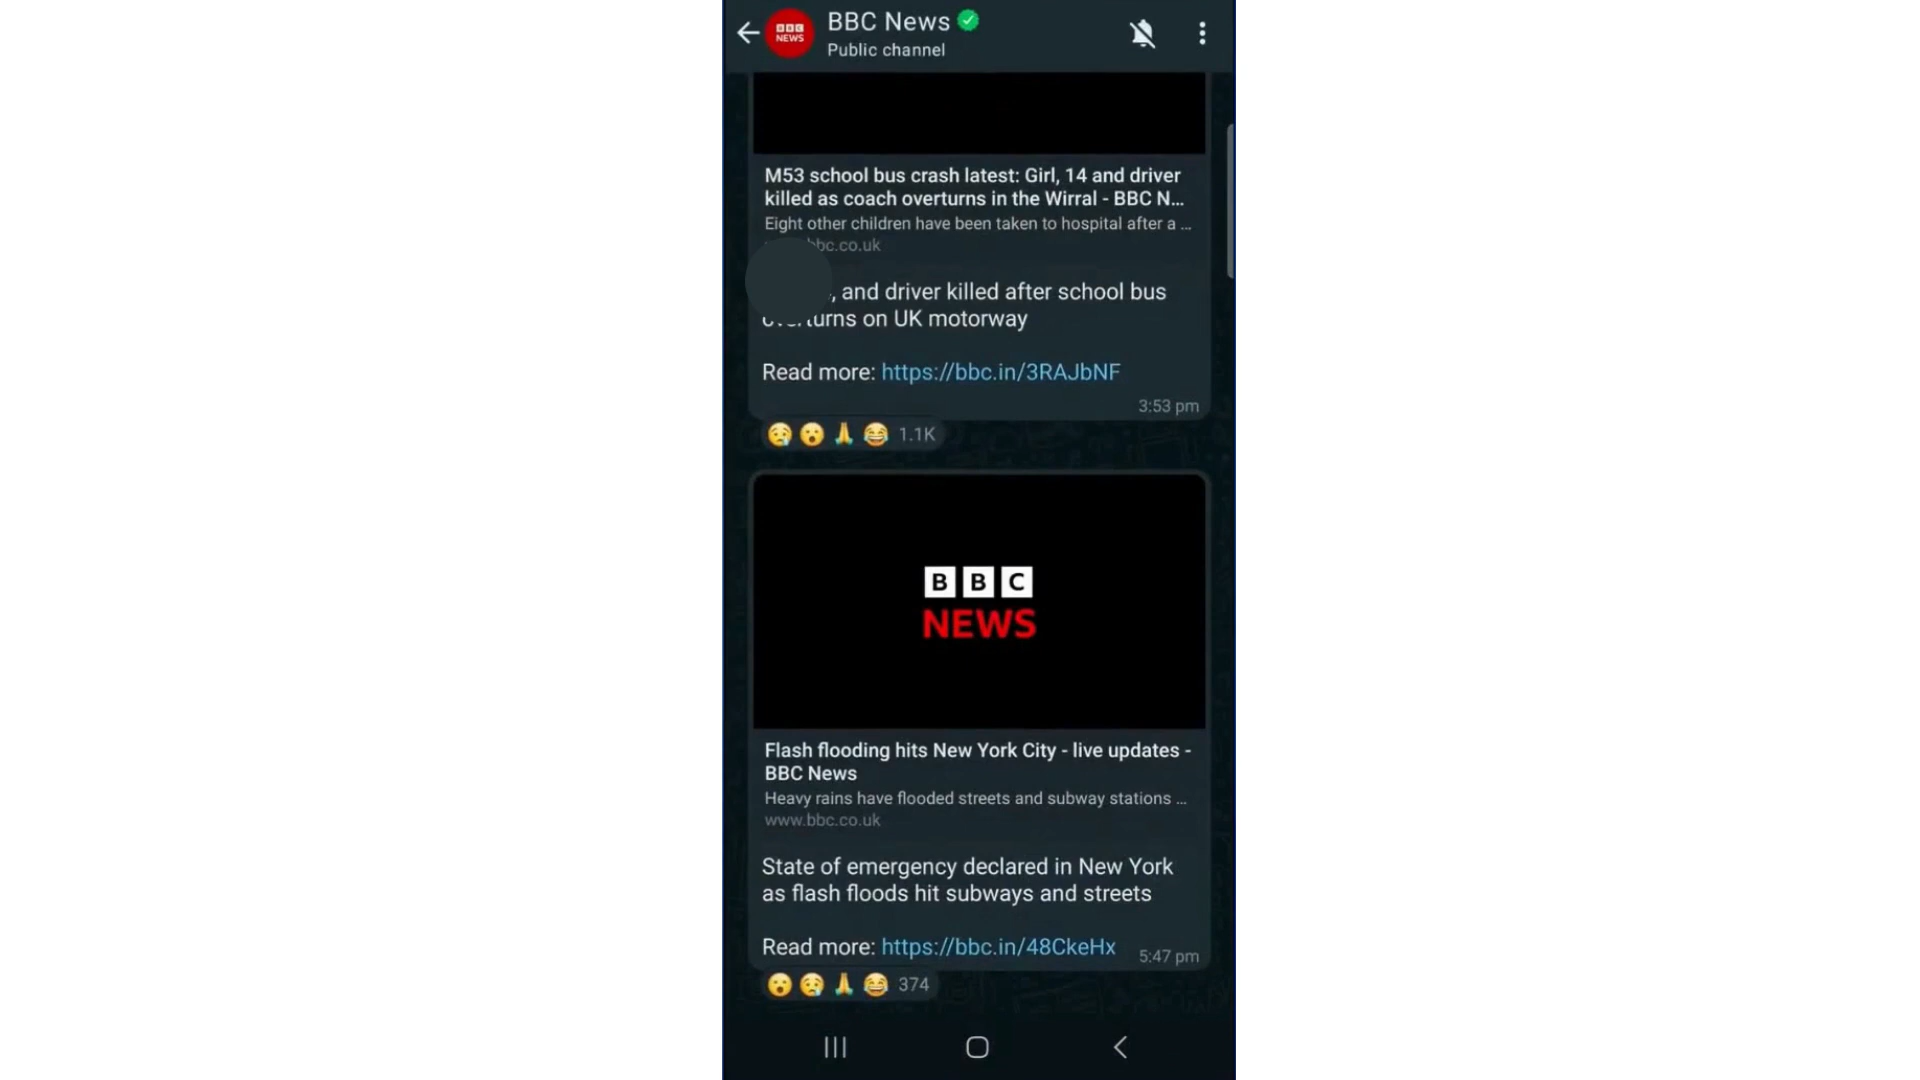 BBC NEWS
BBC News
Public channel
M53 school bus crash latest: Girl, 14 and driver
killed as coach overturns in the Wirral - BBC N...
Eight other children have been taken to hospital after a ...
bbc.co.uk
, and driver killed after school bus
overturns on UK motorway
Read more: https://bbc.in/3RAJbNF
3:53 pm
1.1K
BBC
NEWS
Flash flooding hits New York City - live updates -
BBC News
Heavy rains have flooded streets and subway stations ...
www.bbc.co.uk
State of emergency declared in New York
as flash floods hit subways and streets
Read more: https://bbc.in/48CkeHx
5:47 pm
374